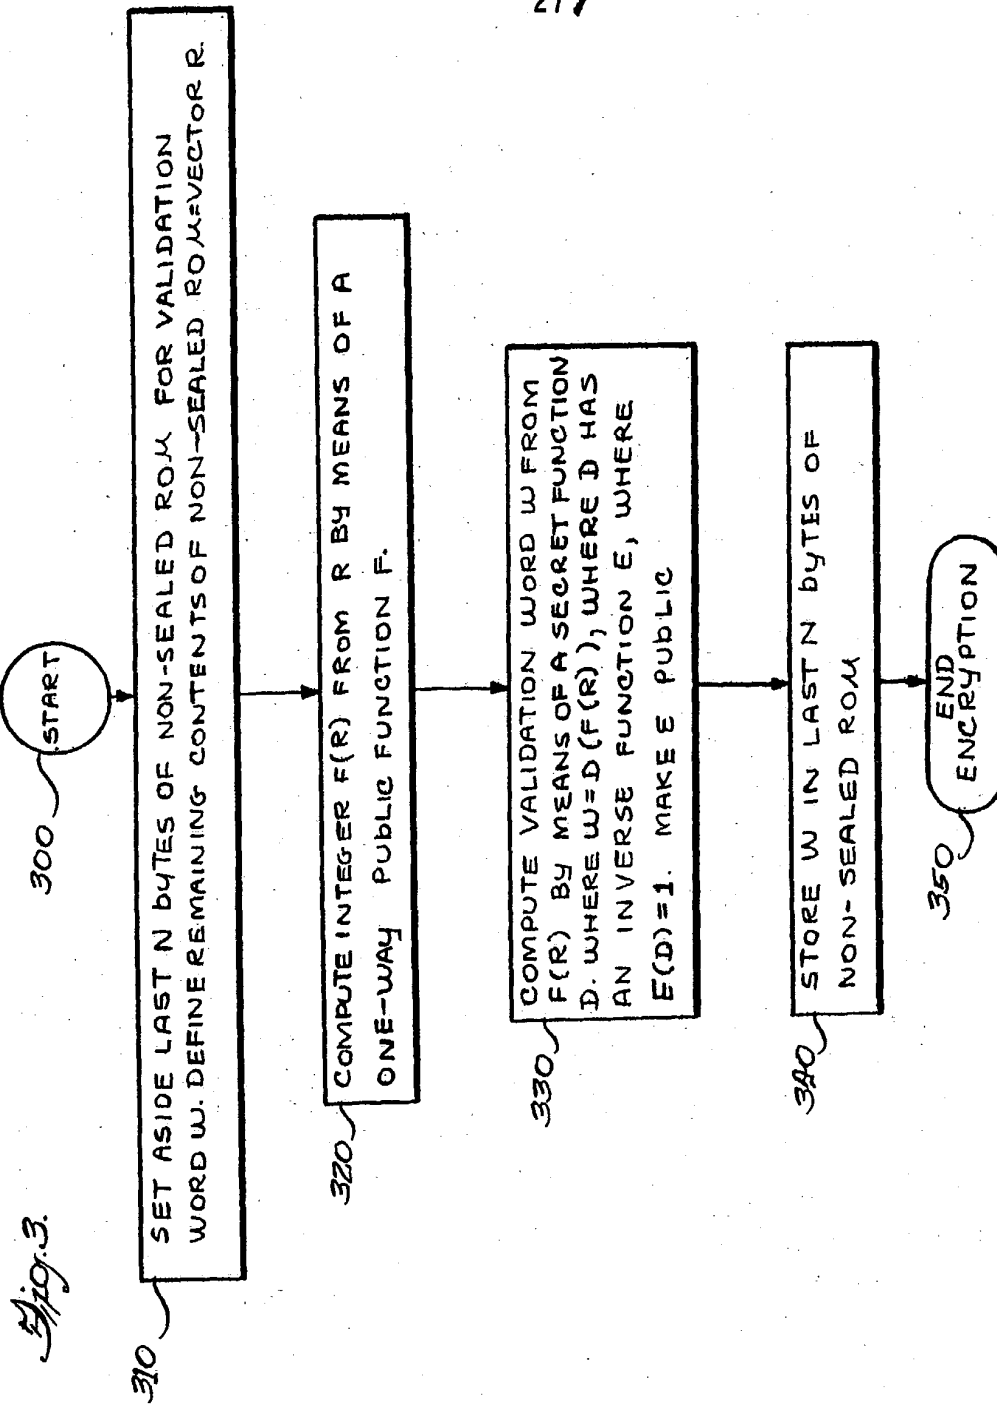 Fig. 3.
300
START
310
SET ASIDE LAST N bYTES OF NON-SEALED ROM FOR VALIDATION
WORD W. DEFINE REMAINING CONTENTS OF NON-SEALED ROM=VECTOR R
320
COMPUTE INTEGER F(R) FROM R BY MEANS OF A
ONE-WAY PUBLIC FUNCTION F.
330
COMPUTE VALIDATION WORD W FROM
F(R) BY MEANS OF A SECRET FUNCTION
D. WHERE W=D(F(R)), WHERE D HAS
AN INVERSE FUNCTION E, WHERE
E(D)=1. MAKE E PUBLIC
340
STORE W IN LAST N bYTES OF
NON-SEALED ROM
350
END
ENCRYPTION